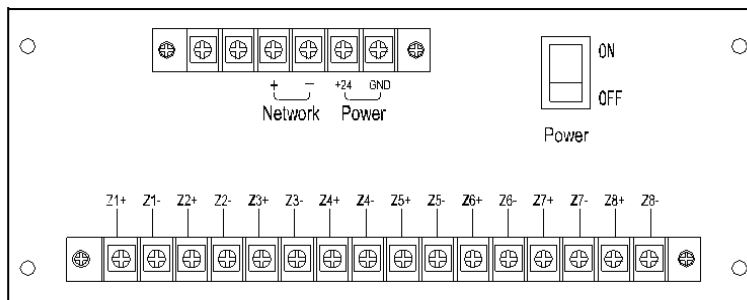 ON
+ − +24 GND
OFF
Network Power
Power
Z1+ Z1- Z2+ Z2- Z3+ Z3- Z4+ Z4- Z5+ Z5- Z6+ Z6- Z7+ Z7- Z8+ Z8-